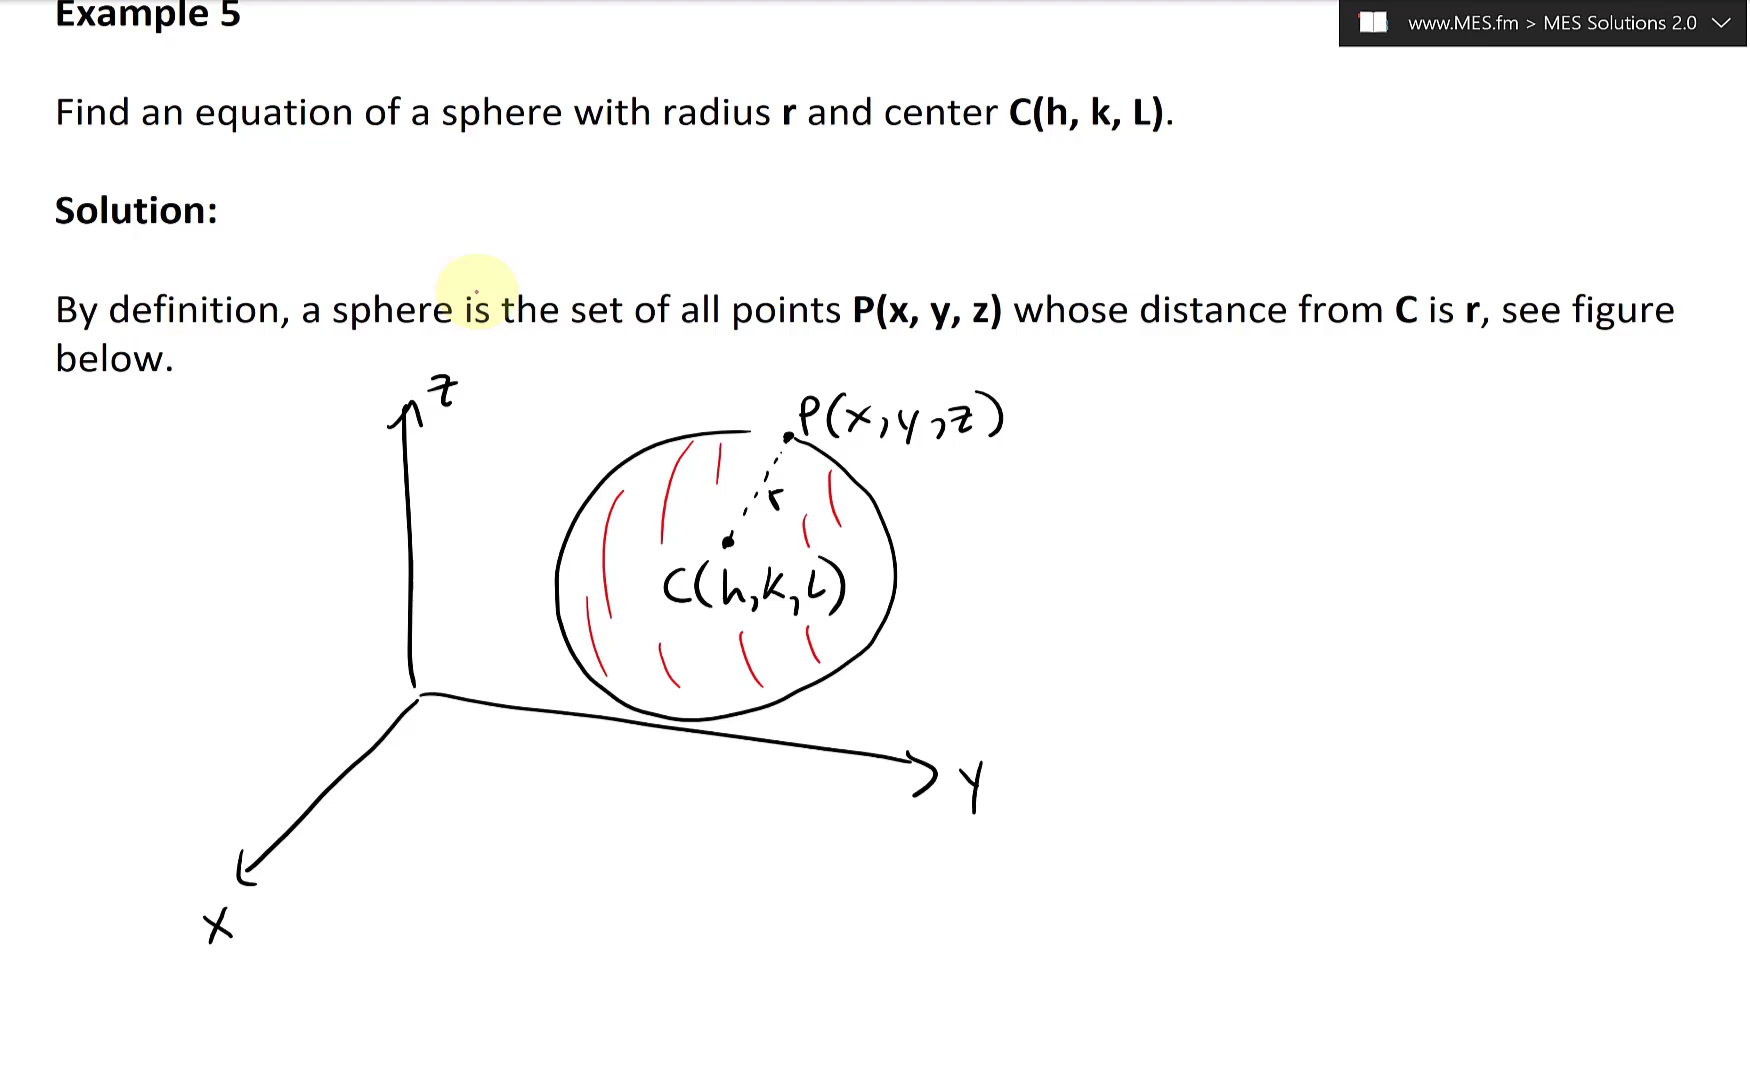 Example 5
www.MES.fm > MES Solutions 2.0
Find an equation of a sphere with radius r and center C(h, k, L).
Solution:
By definition, a sphere is the set of all points P(x, y, z) whose distance from C is r, see figure
below.
z
P(x,y,z)
r
C(h,k,L)
Y
X